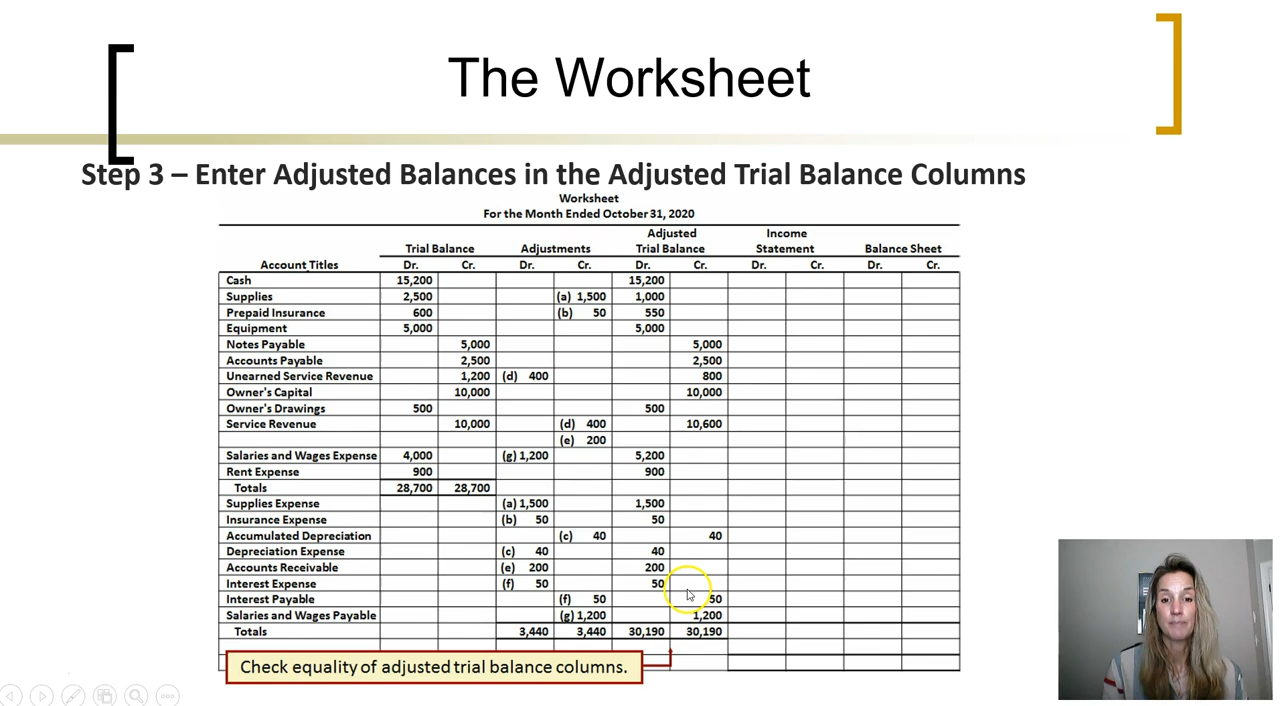 The Worksheet
Step 3 – Enter Adjusted Balances in the Adjusted Trial Balance Columns
Worksheet
For the Month Ended October 31, 2020
Adjusted Income
Trial Balance Adjustments Trial Balance Statement Balance Sheet
Account Titles Dr. Cr. Dr. Cr. Dr. Cr. Dr. Cr. Dr. Cr.
Cash 15,200 15,200
Supplies 2,500 (a) 1,500 1,000
Prepaid Insurance 600 (b) 50 550
Equipment 5,000 5,000
Notes Payable 5,000 5,000
Accounts Payable 2,500 2,500
Unearned Service Revenue 1,200 (d) 400 800
Owner's Capital 10,000 10,000
Owner's Drawings 500 500
Service Revenue 10,000 (d) 400 10,600
(e) 200
Salaries and Wages Expense 4,000 (g) 1,200 5,200
Rent Expense 900 900
Totals 28,700 28,700
Supplies Expense (a) 1,500 1,500
Insurance Expense (b) 50 50
Accumulated Depreciation (c) 40 40
Depreciation Expense (c) 40 40
Accounts Receivable (e) 200 200
Interest Expense (f) 50 50
Interest Payable (f) 50 50
Salaries and Wages Payable (g) 1,200 1,200
Totals 3,440 3,440 30,190 30,190
Check equality of adjusted trial balance columns.